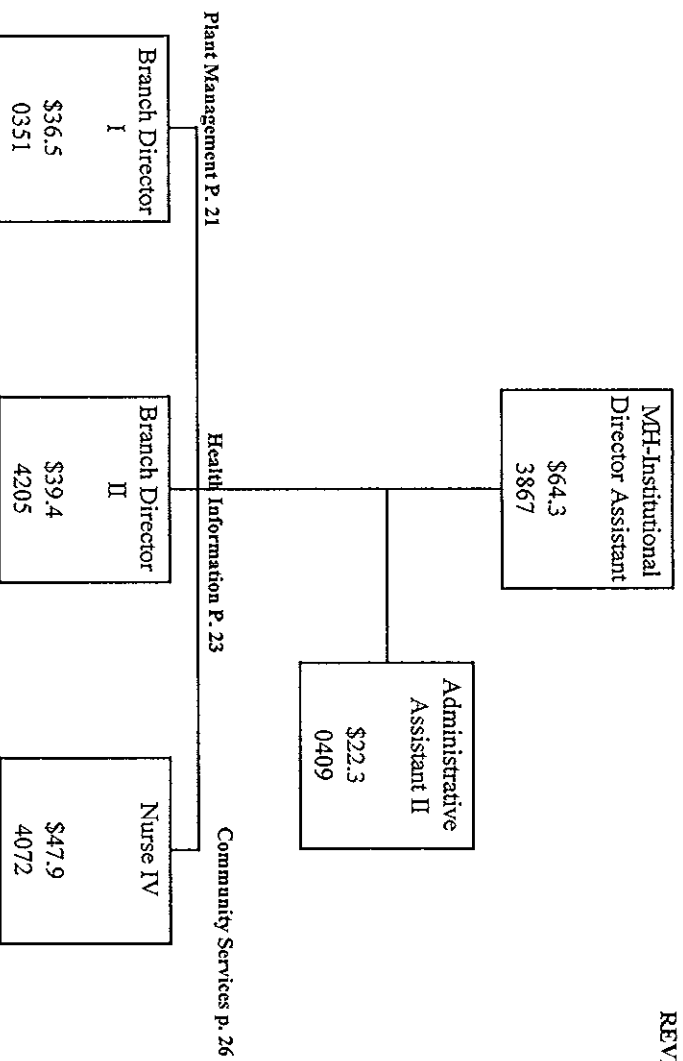 REV
MH-Institutional
Director Assistant
$64.3
3867
Administrative
Assistant II
$22.3
0409
Plant Management P. 21
Health Information P. 23
Community Services p. 26
Branch Director
I
$36.5
0351
Branch Director
II
$39.4
4205
Nurse IV
$47.9
4072